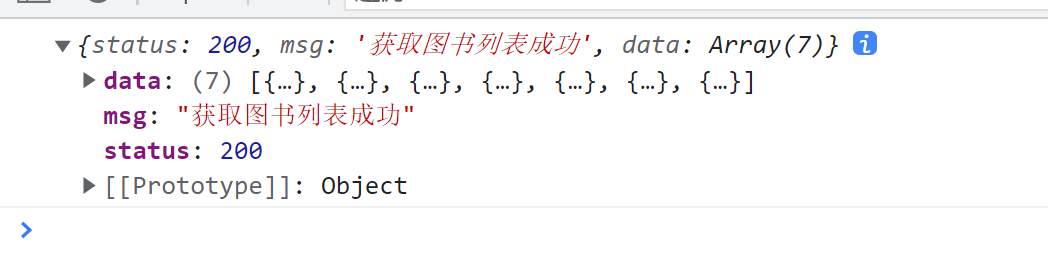 {status: 200, msg: '获取图书列表成功', data: Array(7)}
data: (7) [{…}, {…}, {…}, {…}, {…}, {…}, {…}]
msg: "获取图书列表成功"
status: 200
[[Prototype]]: Object